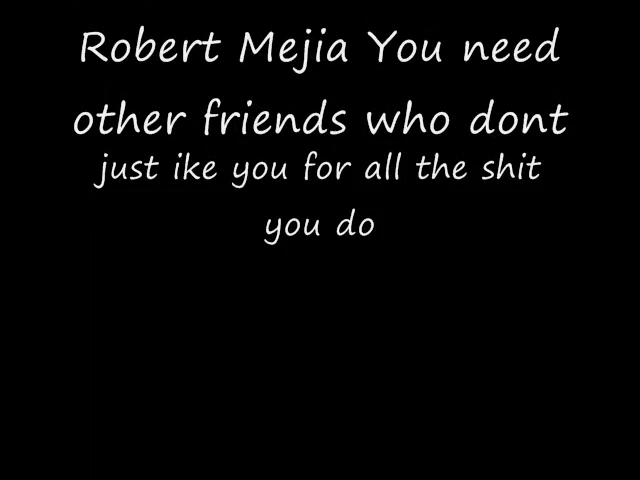 Robert Mejia You need
other friends who dont
just ike you for all the shit
you do